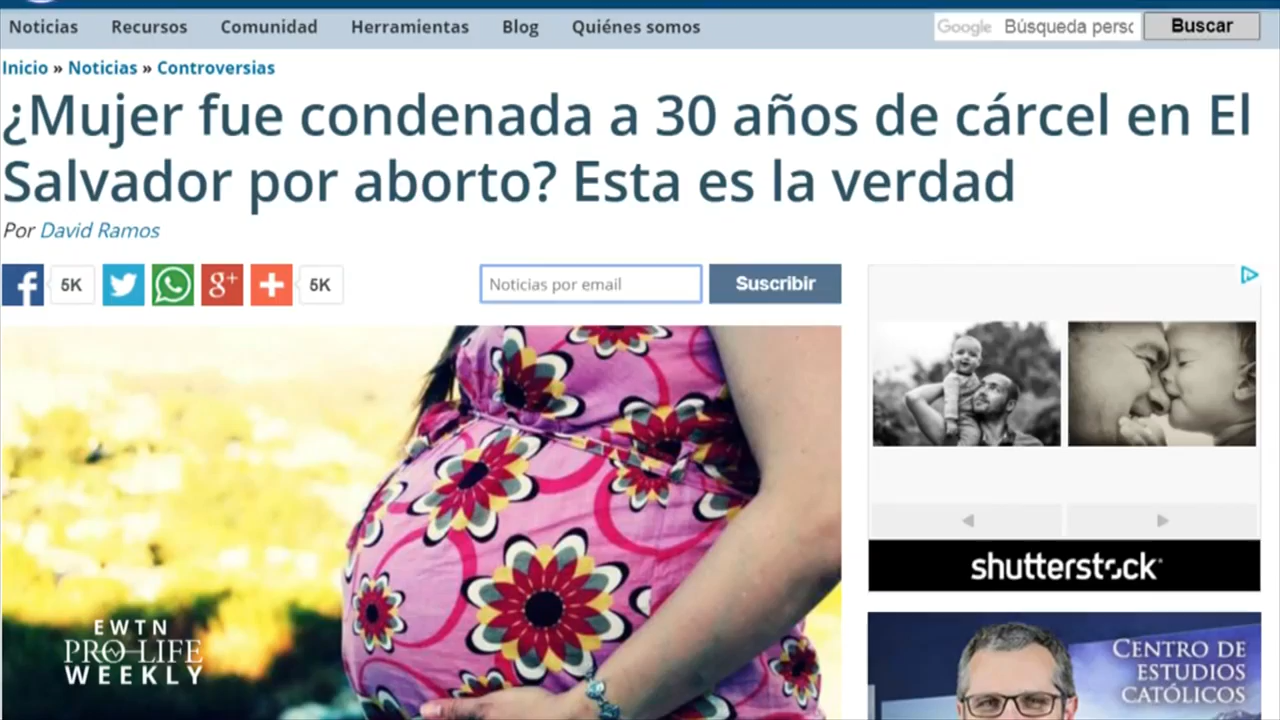 Noticias Recursos Comunidad Herramientas Blog Quiénes somos
Google Búsqueda perso Buscar
Inicio » Noticias » Controversias
¿Mujer fue condenada a 30 años de cárcel en El
Salvador por aborto? Esta es la verdad
Por David Ramos
5K
g+
5K
Noticias por email
Suscribir
shutterstock
EWTN
PRO-LIFE
WEEKLY
CENTRO DE
ESTUDIOS
CATÓLICOS